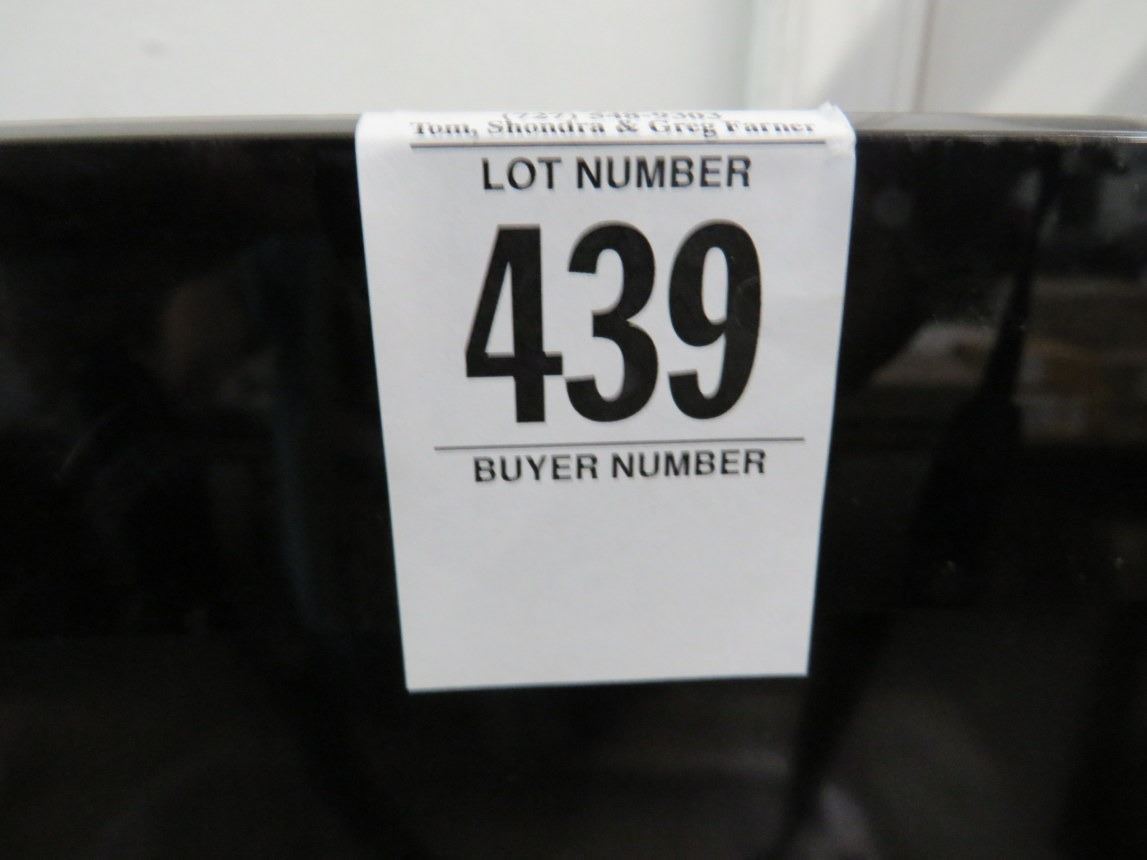 Tom, Shondra & Greg Farner
LOT NUMBER
439
BUYER NUMBER